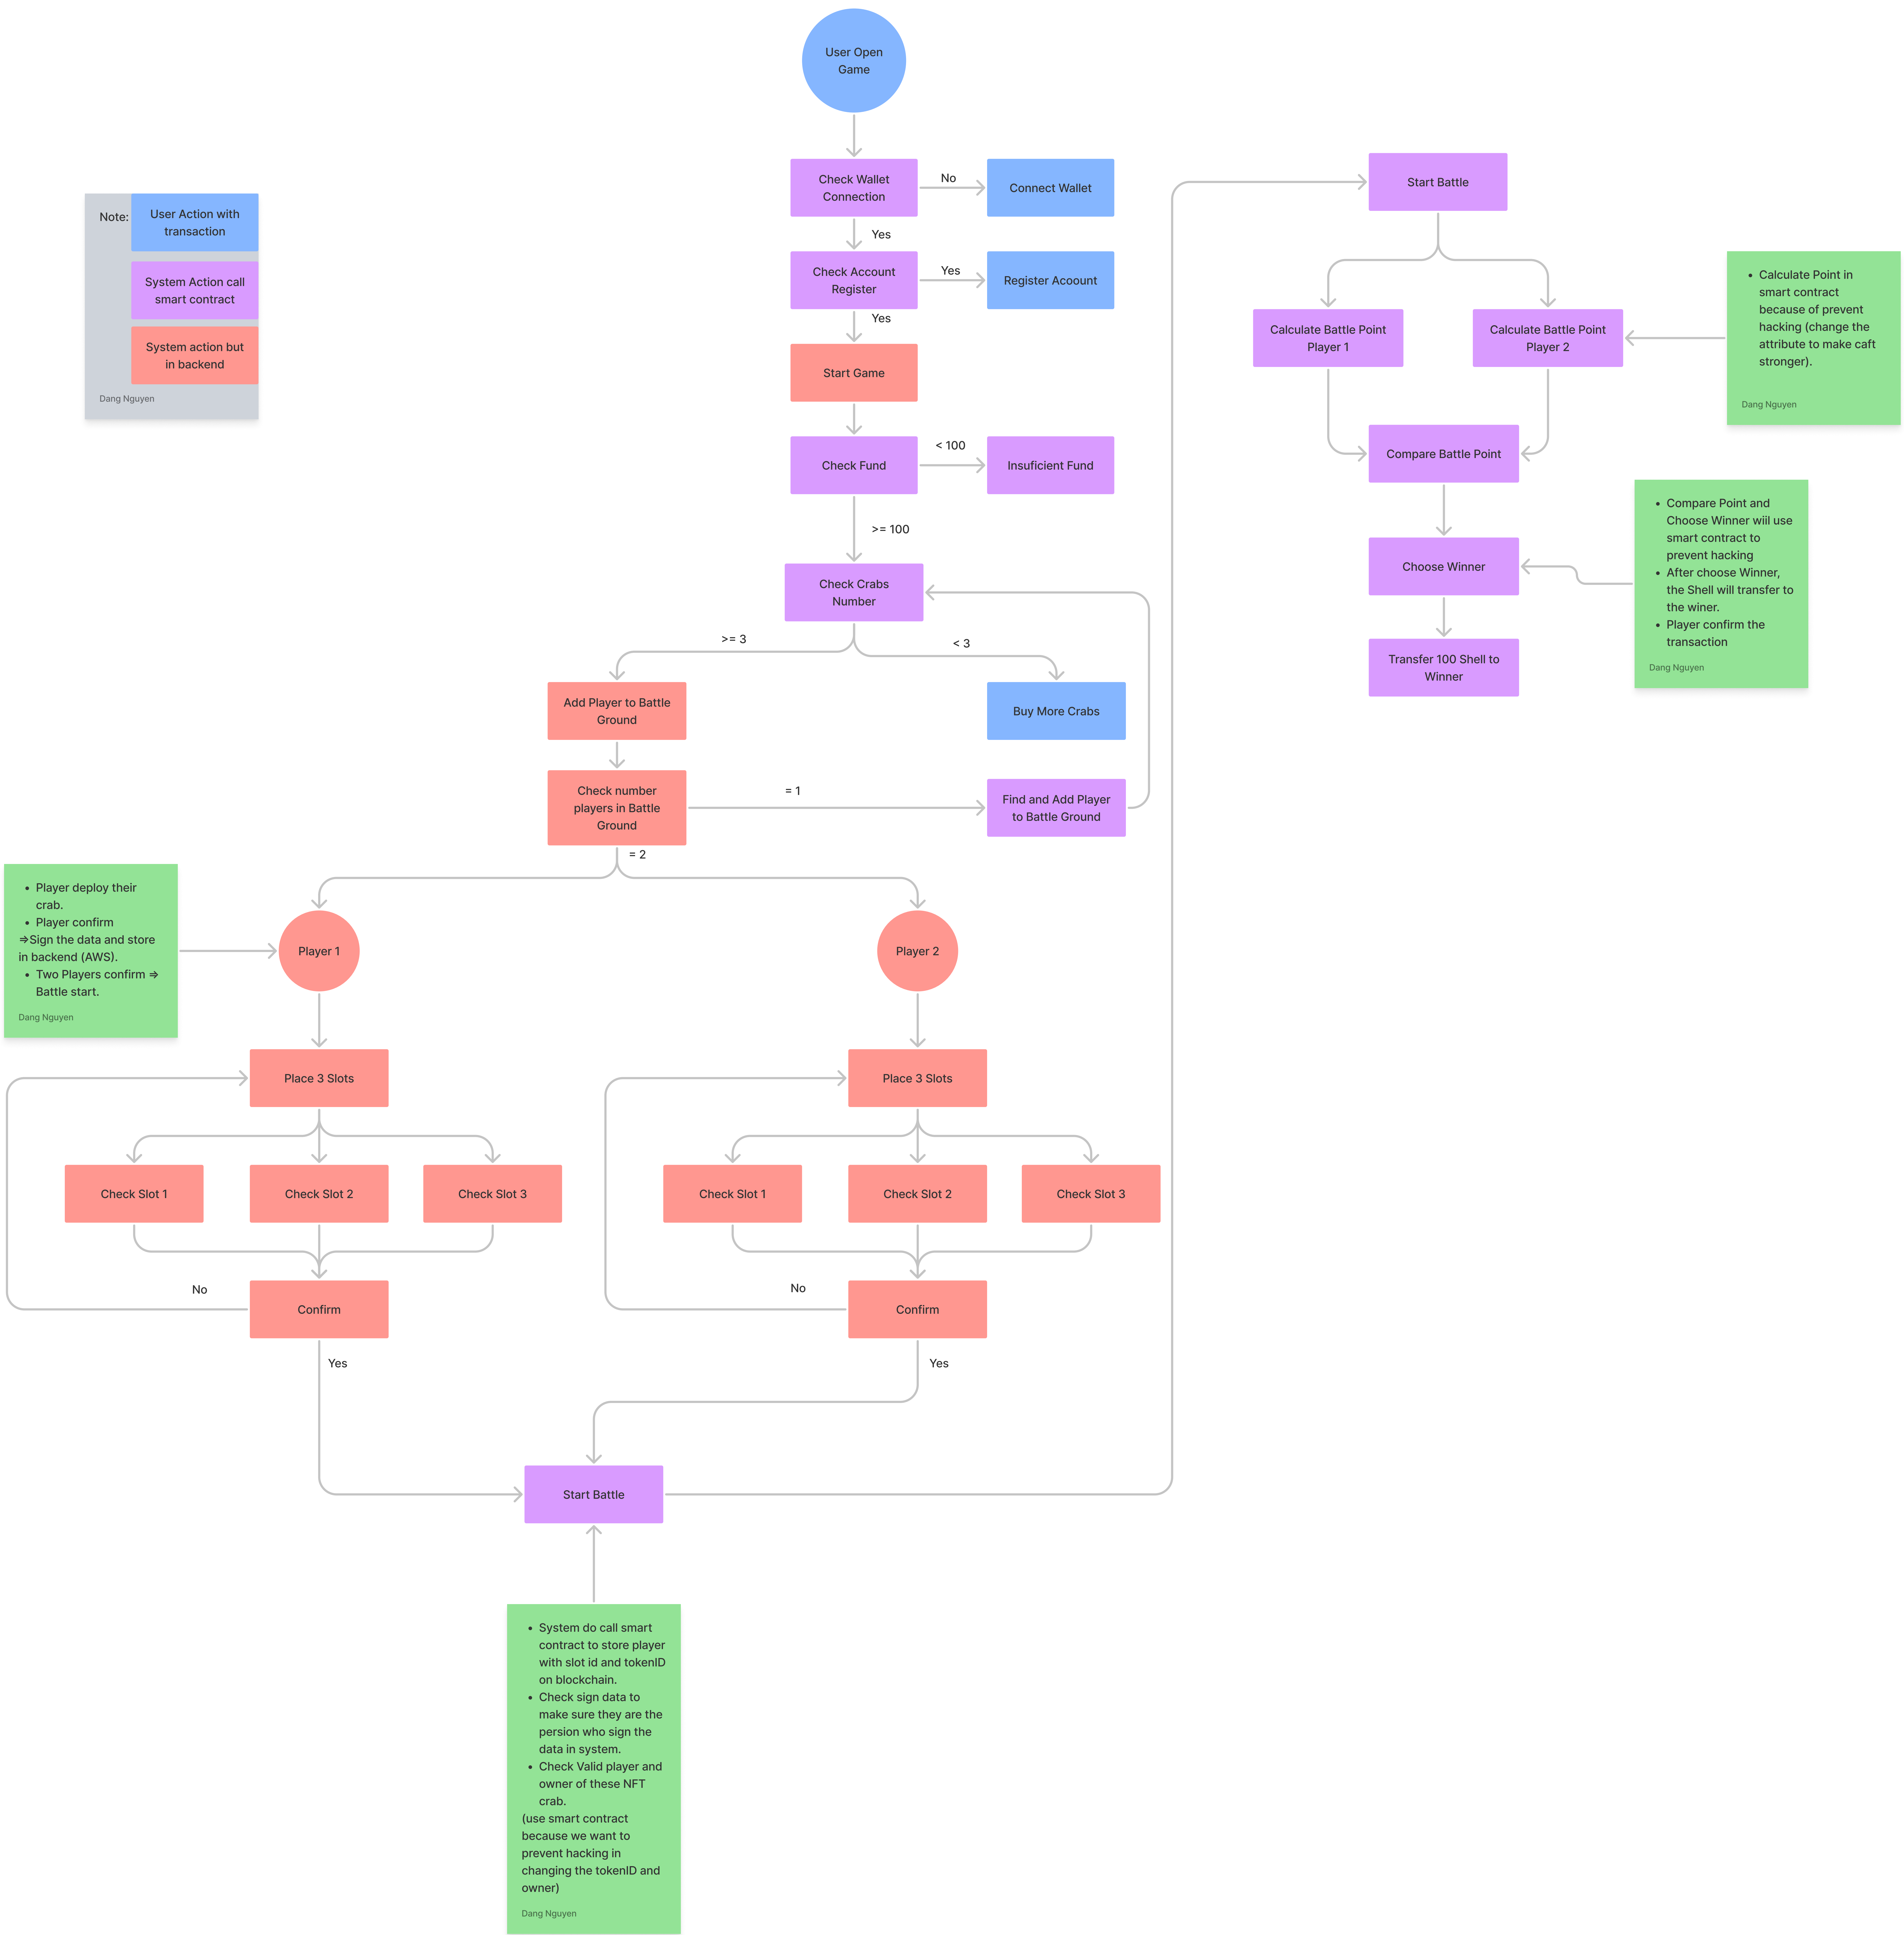 User Open
Game
Check Wallet
Connection
No
Connect Wallet
Yes
Check Account
Register
Yes
Register Acoount
Yes
Start Game
Check Fund
< 100
Insuficient Fund
>= 100
Check Crabs
Number
>= 3
< 3
Add Player to Battle
Ground
Buy More Crabs
Check number
players in Battle
Ground
= 1
Find and Add Player
to Battle Ground
= 2
Note:
User Action with
transaction
System Action call
smart contract
System action but
in backend
Dang Nguyen
• Player deploy their
crab.
• Player confirm
=>Sign the data and store
in backend (AWS).
• Two Players confirm =>
Battle start.
Dang Nguyen
Player 1
Place 3 Slots
Check Slot 1
Check Slot 2
Check Slot 3
No
Confirm
Yes
Player 2
Place 3 Slots
Check Slot 1
Check Slot 2
Check Slot 3
No
Confirm
Yes
Start Battle
• System do call smart
contract to store player
with slot id and tokenID
on blockchain.
• Check sign data to
make sure they are the
persion who sign the
data in system.
• Check Valid player and
owner of these NFT
crab.
(use smart contract
because we want to
prevent hacking in
changing the tokenID and
owner)
Dang Nguyen
Start Battle
Calculate Battle Point
Player 1
Calculate Battle Point
Player 2
• Calculate Point in
smart contract
because of prevent
hacking (change the
attribute to make caft
stronger).
Dang Nguyen
Compare Battle Point
Choose Winner
• Compare Point and
Choose Winner wiil use
smart contract to
prevent hacking
• After choose Winner,
the Shell will transfer to
the winer.
• Player confirm the
transaction
Dang Nguyen
Transfer 100 Shell to
Winner